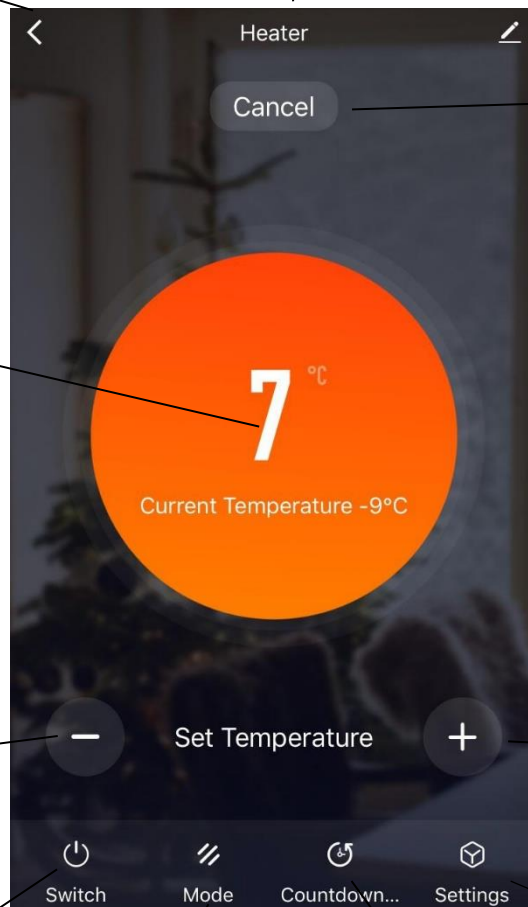 Heater
Cancel
7 °C
Current Temperature -9°C
Set Temperature
Switch Mode Countdown... Settings